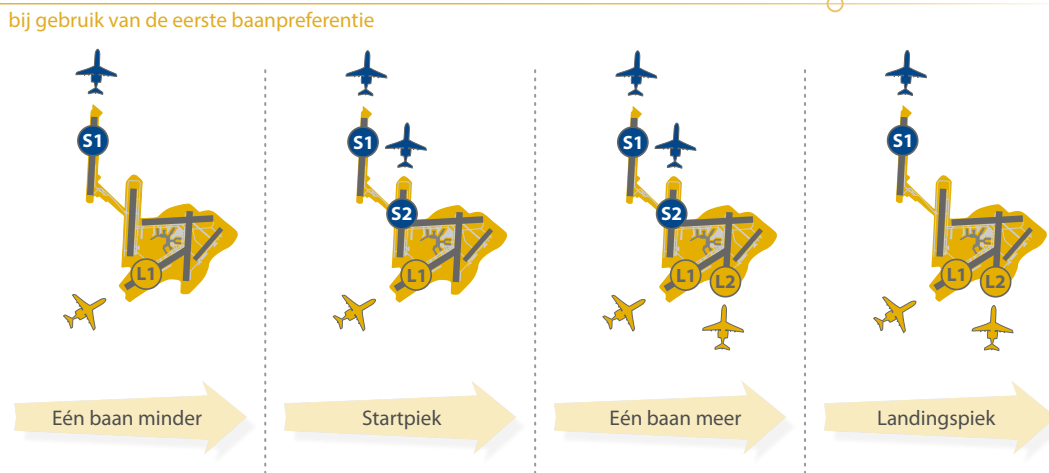 bij gebruik van de eerste baanpreferentie
S1
L1
Eén baan minder
S1
S2
L1
Startpiek
S1
S2
L1
L2
Eén baan meer
S1
L1
L2
Landingspiek